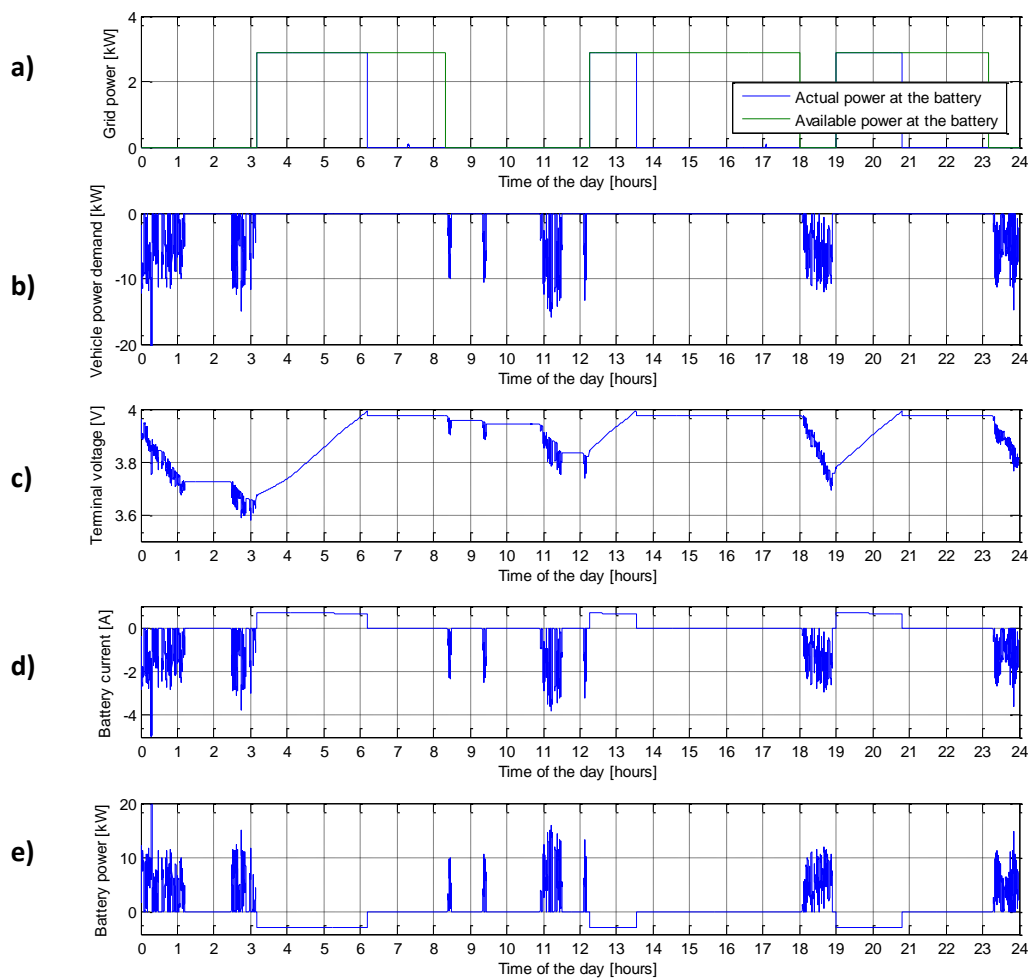 a)
Grid power [kW]
4
2
0
Actual power at the battery
Available power at the battery
0 1 2 3 4 5 6 7 8 9 10 11 12 13 14 15 16 17 18 19 20 21 22 23 24
Time of the day [hours]
b)
Vehicle power demand [kW]
0
-10
-20
0 1 2 3 4 5 6 7 8 9 10 11 12 13 14 15 16 17 18 19 20 21 22 23 24
Time of the day [hours]
c)
Terminal voltage [V]
4
3.8
3.6
0 1 2 3 4 5 6 7 8 9 10 11 12 13 14 15 16 17 18 19 20 21 22 23 24
Time of the day [hours]
d)
Battery current [A]
0
-2
-4
0 1 2 3 4 5 6 7 8 9 10 11 12 13 14 15 16 17 18 19 20 21 22 23 24
Time of the day [hours]
e)
Battery power [kW]
20
10
0
0 1 2 3 4 5 6 7 8 9 10 11 12 13 14 15 16 17 18 19 20 21 22 23 24
Time of the day [hours]